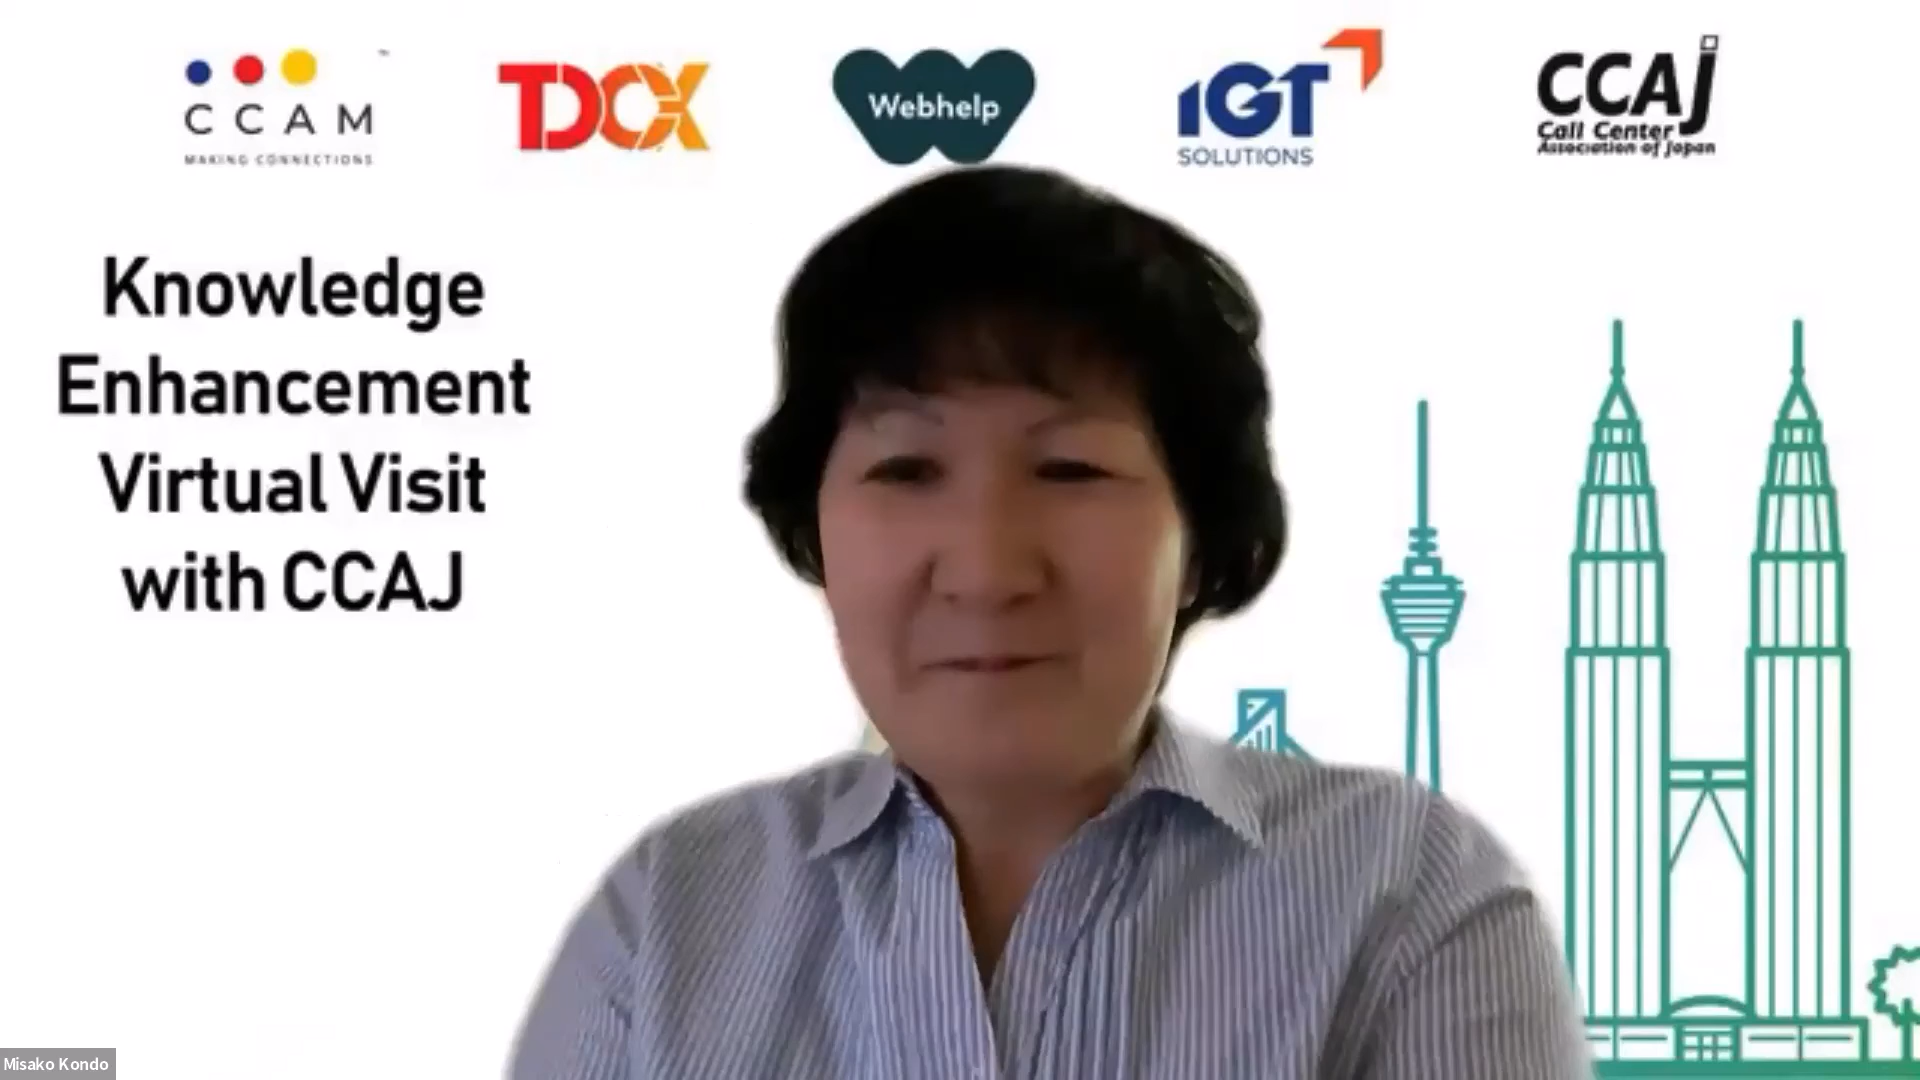 CCAM
MAKING CONNECTIONS
TDCX
Webhelp
IGT
SOLUTIONS
CCAJ
Call Center
Association of Japan
Knowledge
Enhancement
Virtual Visit
with CCAJ
Misako Kondo